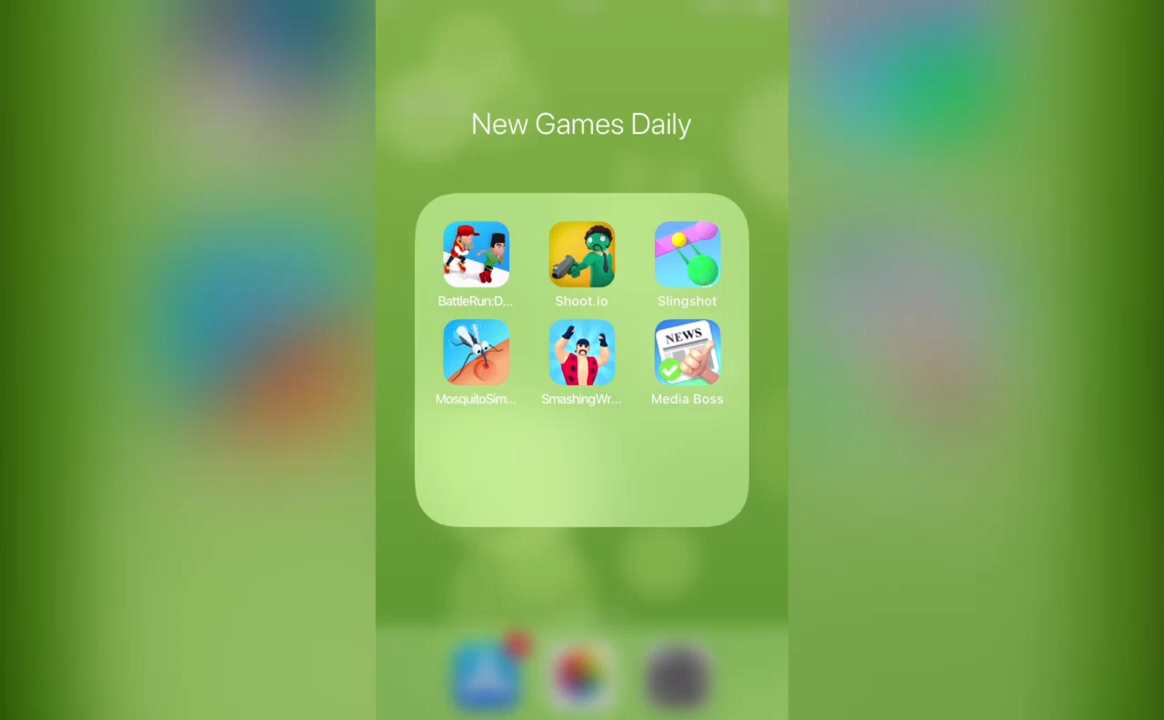 New Games Daily
BattleRun:D... Shoot.io Slingshot
NEWS
MosquitoSim... SmashingWr... Media Boss